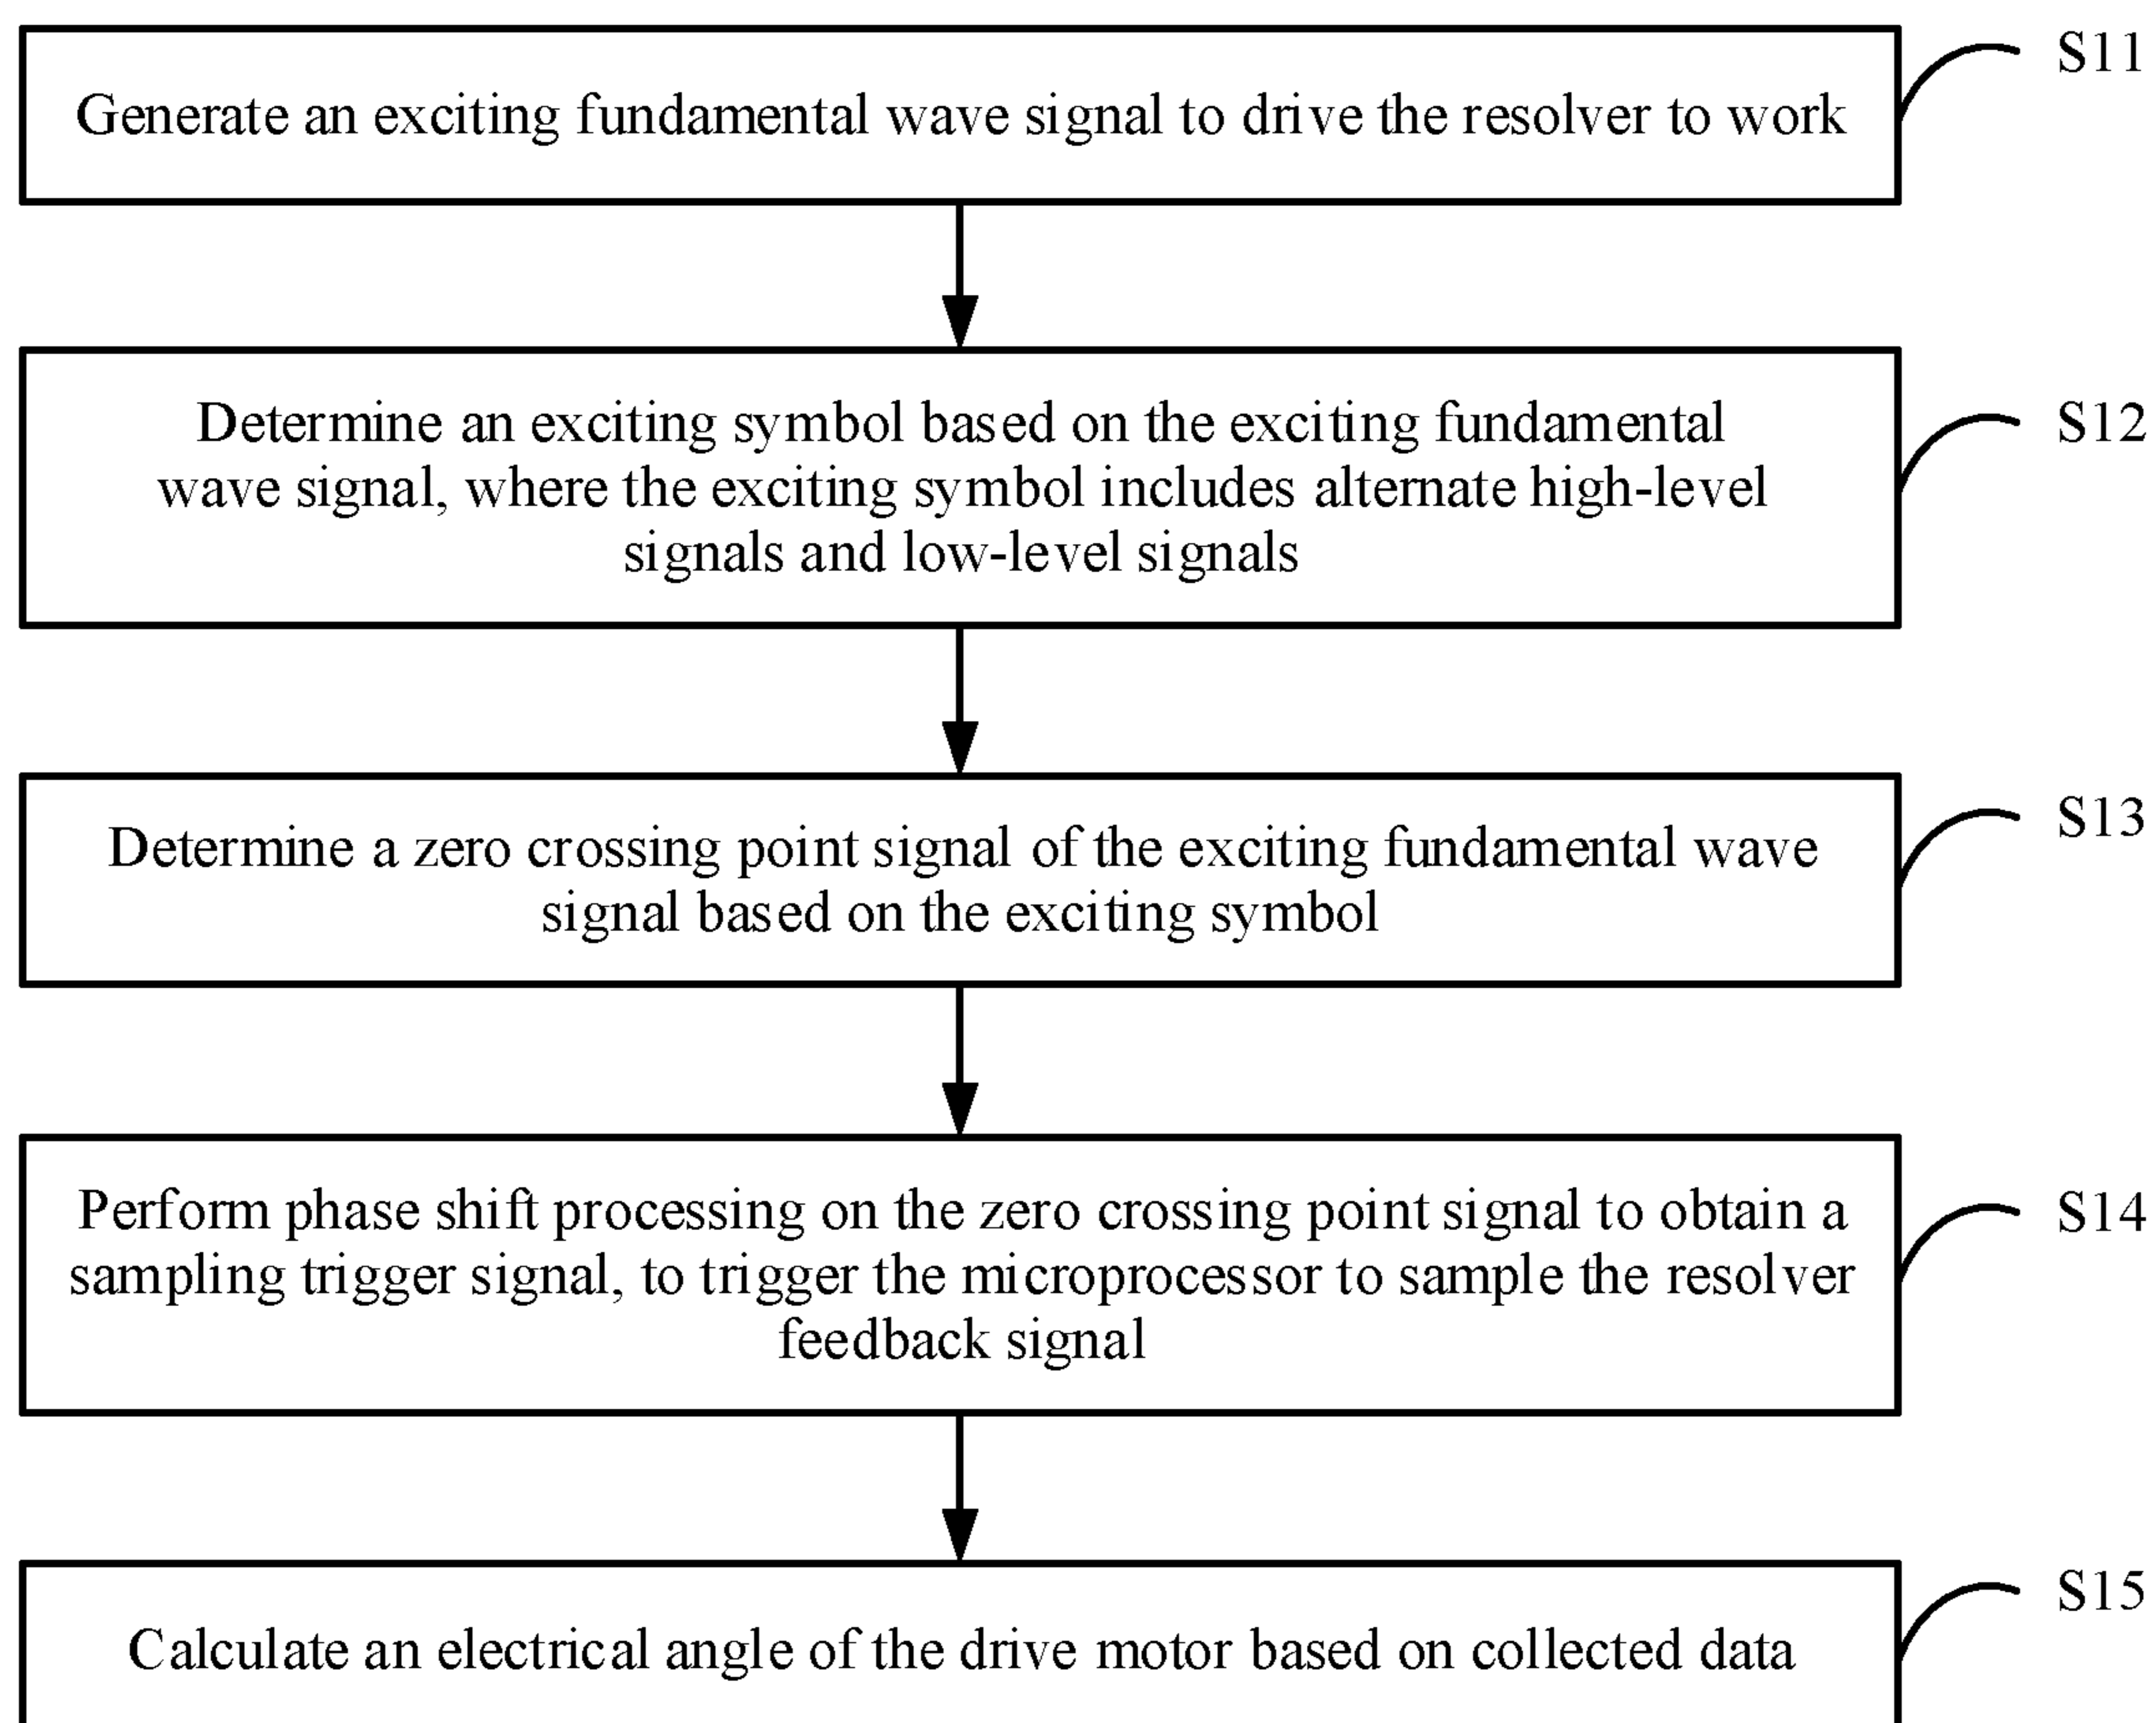 S11
Generate an exciting fundamental wave signal to drive the resolver to work
S12
Determine an exciting symbol based on the exciting fundamental
wave signal, where the exciting symbol includes alternate high-level
signals and low-level signals
S13
Determine a zero crossing point signal of the exciting fundamental wave
signal based on the exciting symbol
S14
Perform phase shift processing on the zero crossing point signal to obtain a
sampling trigger signal, to trigger the microprocessor to sample the resolver
feedback signal
S15
Calculate an electrical angle of the drive motor based on collected data